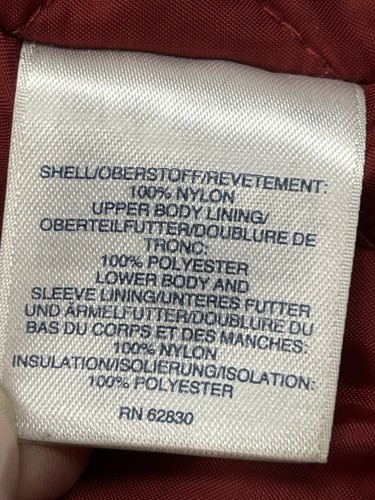 SHELL/OBERSTOFF/REVETEMENT:
100% NYLON
UPPER BODY LINING/
OBERTEILFUTTER/DOUBLURE DE
TRONC:
100% POLYESTER
LOWER BODY AND
SLEEVE LINING/UNTERES FUTTER
UND ÄRMELFUTTER/DOUBLURE DU
BAS DU CORPS ET DES MANCHES:
100% NYLON
INSULATION/ISOLIERUNG/ISOLATION:
100% POLYESTER
RN 62830